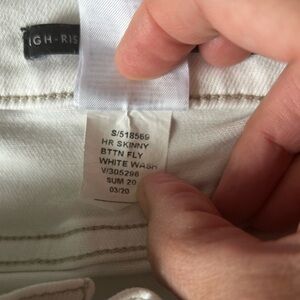 IGH-RIS
S/518569
HR SKINNY
BTTN FLY
WHITE WASH
V/305298
SUM 20
03/20